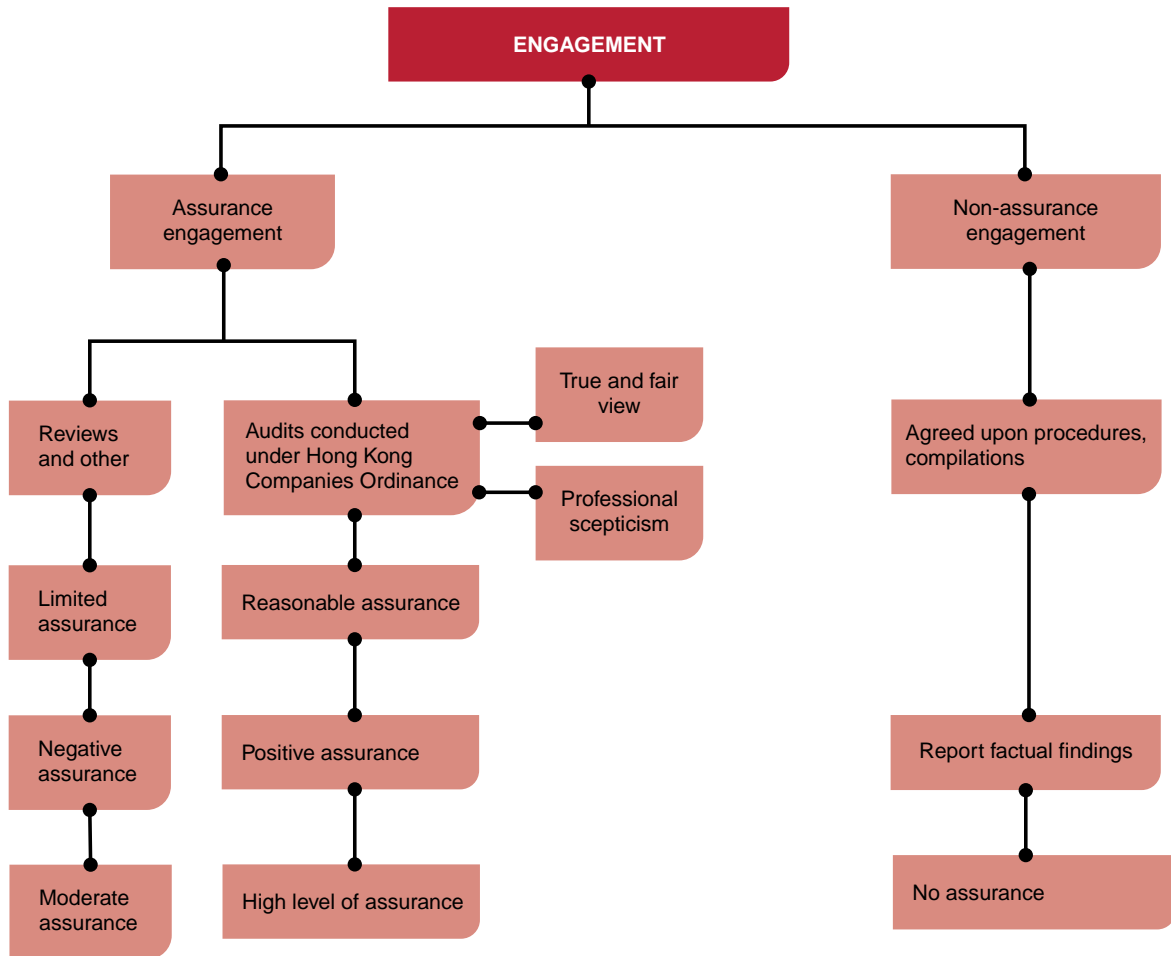 ENGAGEMENT
Assurance
engagement
Non-assurance
engagement
True and fair
view
Reviews
and other
Audits conducted
under Hong Kong
Companies Ordinance
Agreed upon procedures,
compilations
Professional
scepticism
Limited
assurance
Reasonable assurance
Negative
assurance
Positive assurance
Report factual findings
Moderate
assurance
High level of assurance
No assurance